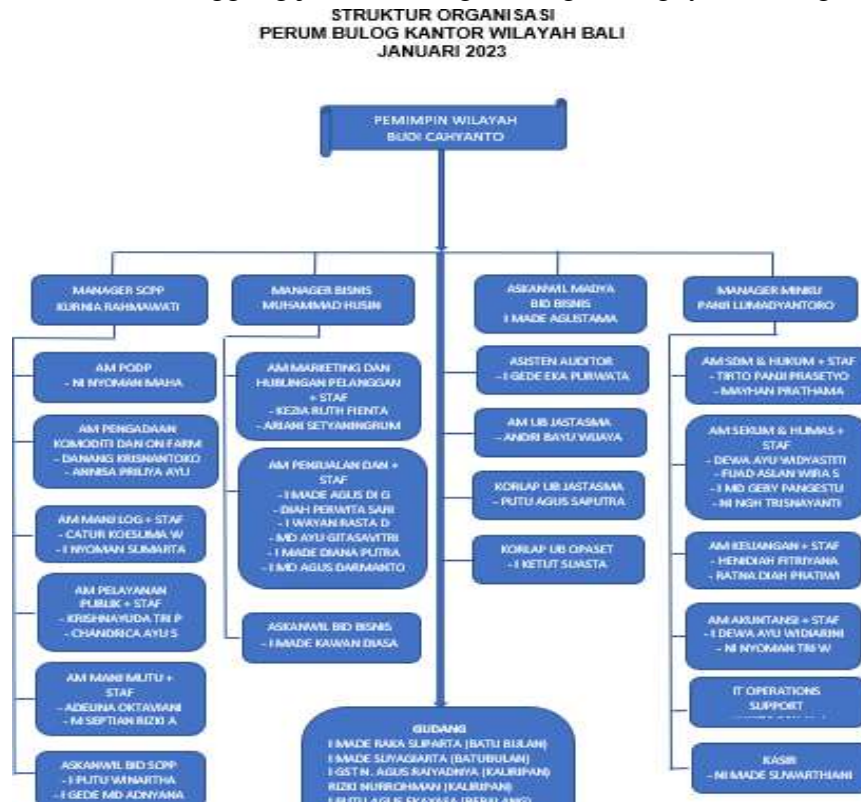 STRUKTUR ORGANISASI
PERUM BULOG KANTOR WILAYAH BALI
JANUARI 2023
PEMIMPIN WILAYAH
BUDI CAHYANTO
MANAGER SCPP
KURNIA RAHMAWATI
AM PODP
- NI NYOMAN MAHA
AM PENGADAAN
KOMODITI DAN ON FARM
- DANANG KRISNANTOKO
- ANNISA PRILIYA AYU
AM MANJ LOG + STAF
- CATUR KOESUMA W
- I NYOMAN SUMARTA
AM PELAYANAN
PUBLIK + STAF
- KRISHNAYUDA TRI P
- CHANDRICA AYU S
AM MANJ MUTU +
STAF
- ADELINA OKTAVIANI
- M SEPTIAN RIZKI A
ASKANWIL BID SCPP
- I PUTU WINARTHA
- I GEDE MD ADNYANA
MANAGER BISNIS
MUHAMMAD HUSIN
AM MARKETING DAN
HUBUNGAN PELANGGAN
+ STAF
- KEZIA RUTH FIENTA
- ARIANI SETYANINGRUM
AM PENJUALAN DAN +
STAF
- I MADE AGUS DI G
- DIAH PERWITA SARI
- I WAYAN RASTA D
- MD AYU GITASAVITRI
- I MADE DIANA PUTRA
- I MD AGUS DARMANTO
ASKANWIL BID BISNIS
- I MADE KAWAN DIASA
ASKANWIL MADYA
BID BISNIS
I MADE AGUSTAMA
ASISTEN AUDITOR
- I GEDE EKA PURWATA
AM UB JASTASMA
- ANDRI BAYU WIJAYA
KORLAP UB JASTASMA
- PUTU AGUS SAPUTRA
KORLAP UB OPASET
- I KETUT SUASTA
MANAGER MINKU
PANJI LUMADYANTORO
AM SDM & HUKUM + STAF
- TIRTO PANJI PRASETYO
- MAYHAN PRATHAMA
AM SEKUM & HUMAS +
STAF
- DEWA AYU WIDYASTITI
- FUAD ASLAN WIRA S
- I MD GEBY PANGESTU
- NI NGH TRISNAYANTI
AM KEUANGAN + STAF
- HENIDIAH FITRIYANA
- RATNA DIAH PRATIWI
AM AKUNTANSI + STAF
- I DEWA AYU WIDIARINI
- NI NYOMAN TRI W
IT OPERATIONS
SUPPORT
KASIR
- NI MADE SUWARTHIANI
GUDANG
I MADE RAKA SUPARTA (BATU BULAN)
I MADE SUYAGIARTA (BATUBULAN)
I GST N. AGUS RAIYADNYA (KALIRIPAN)
RIZKI NURROHMAN (KALIRIPAN)
I PUTU AGUS EKAYASA